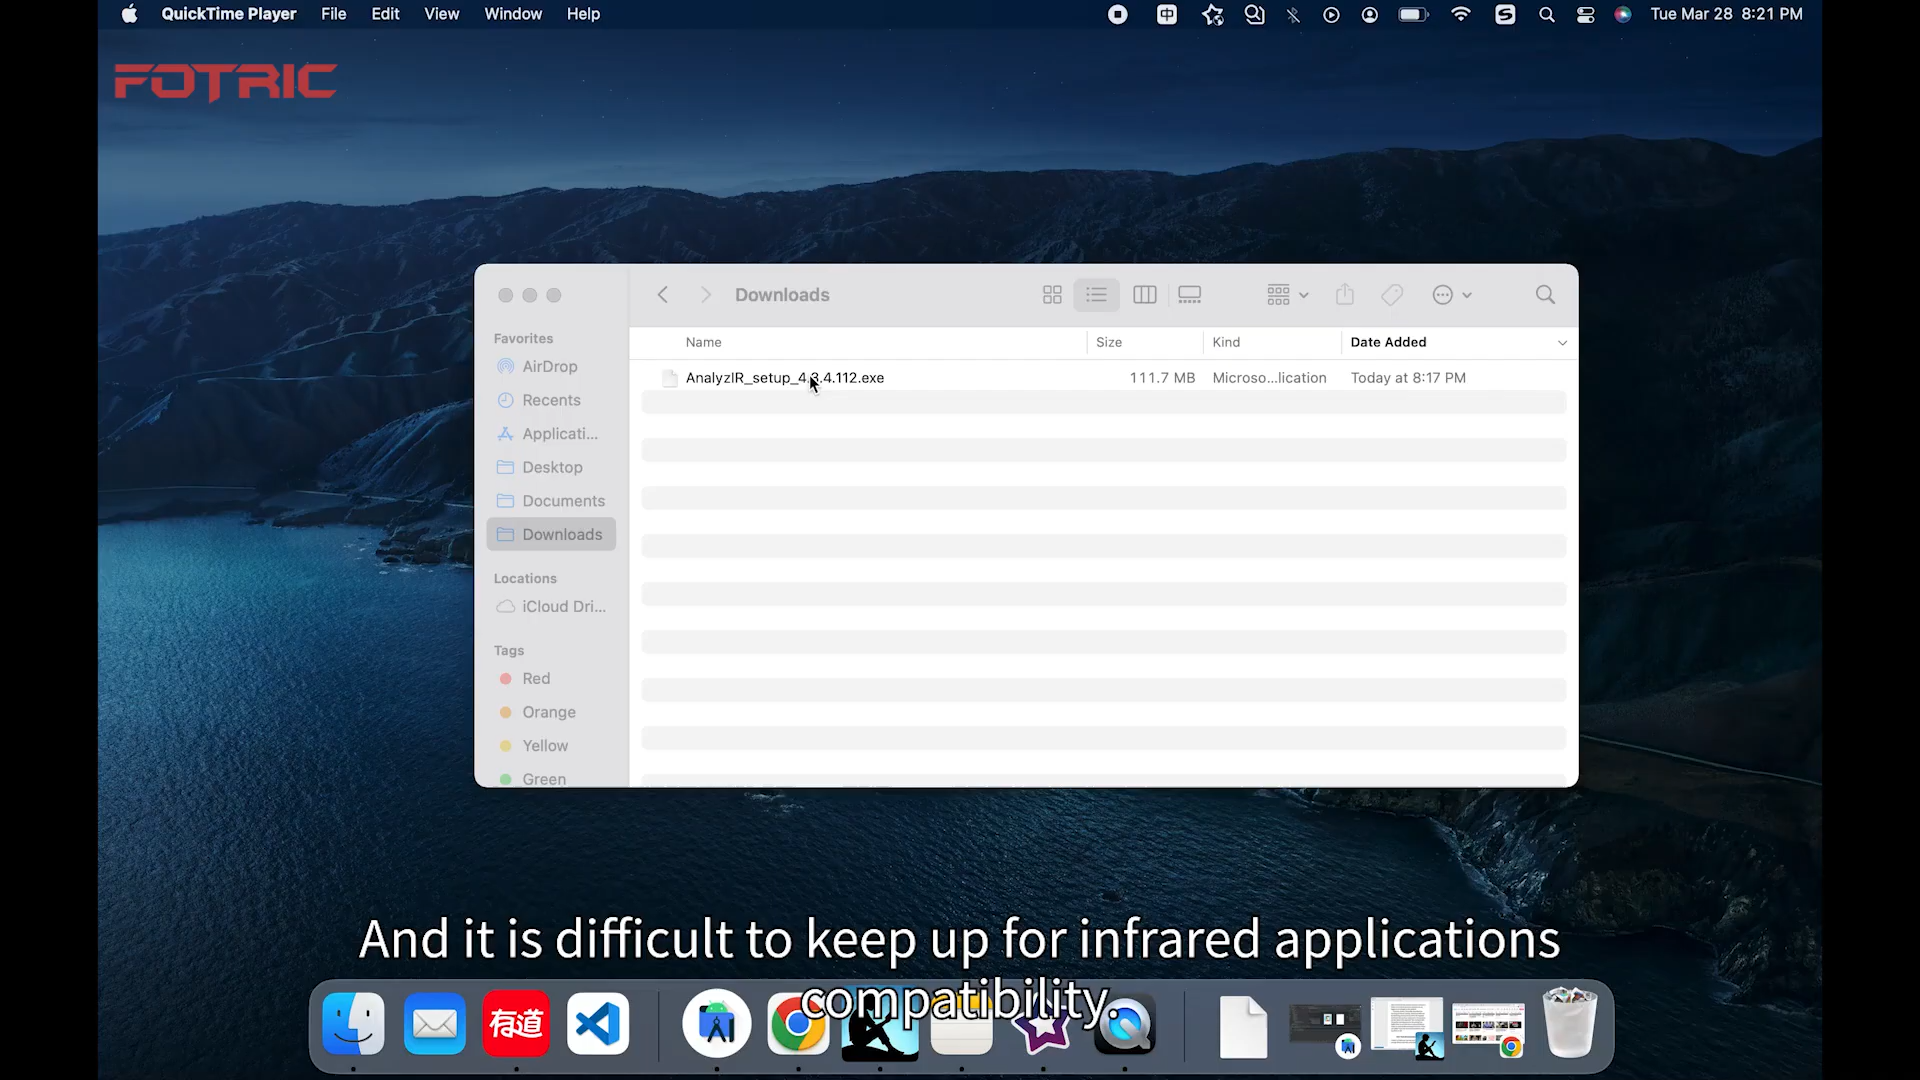 QuickTime Player File Edit View Window Help 中 S Tue Mar 28 8:21 PM
FOTRIC
Downloads
Favorites
AirDrop
Recents
Applicati...
Desktop
Documents
Downloads
Locations
iCloud Dri...
Tags
Red
Orange
Yellow
Green
Name Size Kind Date Added
AnalyzIR_setup_4.3.4.112.exe 111.7 MB Microso...lication Today at 8:17 PM
And it is difficult to keep up for infrared applications
compatibility.
有道